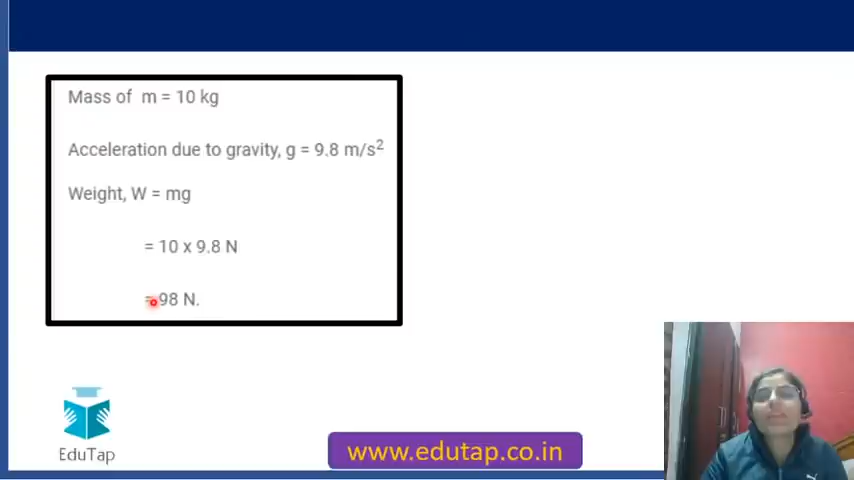 Mass of m = 10 kg
Acceleration due to gravity, g = 9.8 m/s²
Weight, W = mg
= 10 x 9.8 N
= 98 N.
EduTap
www.edutap.co.in